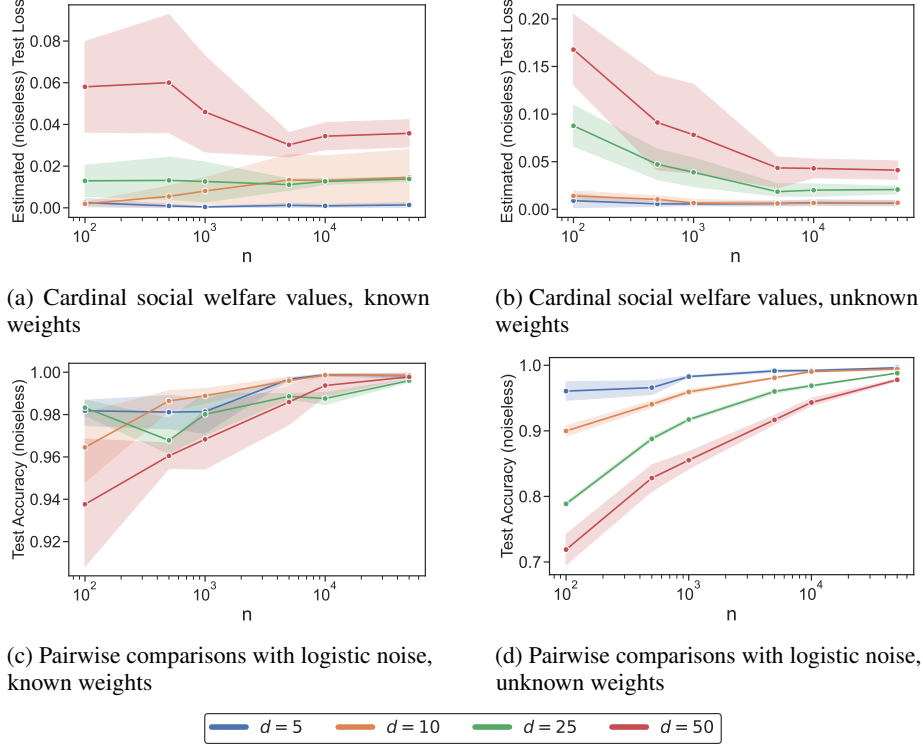 Estimated (noiseless) Test Loss
0.08
0.06
0.04
0.02
0.00
10^2
10^3
10^4
n
(a) Cardinal social welfare values, known
weights
Estimated (noiseless) Test Loss
0.20
0.15
0.10
0.05
0.00
10^2
10^3
10^4
n
(b) Cardinal social welfare values, unknown
weights
Test Accuracy (noiseless)
1.00
0.98
0.96
0.94
0.92
10^2
10^3
10^4
n
(c) Pairwise comparisons with logistic noise,
known weights
Test Accuracy (noiseless)
1.0
0.9
0.8
0.7
10^2
10^3
10^4
n
(d) Pairwise comparisons with logistic noise,
unknown weights
d = 5 d = 10 d = 25 d = 50